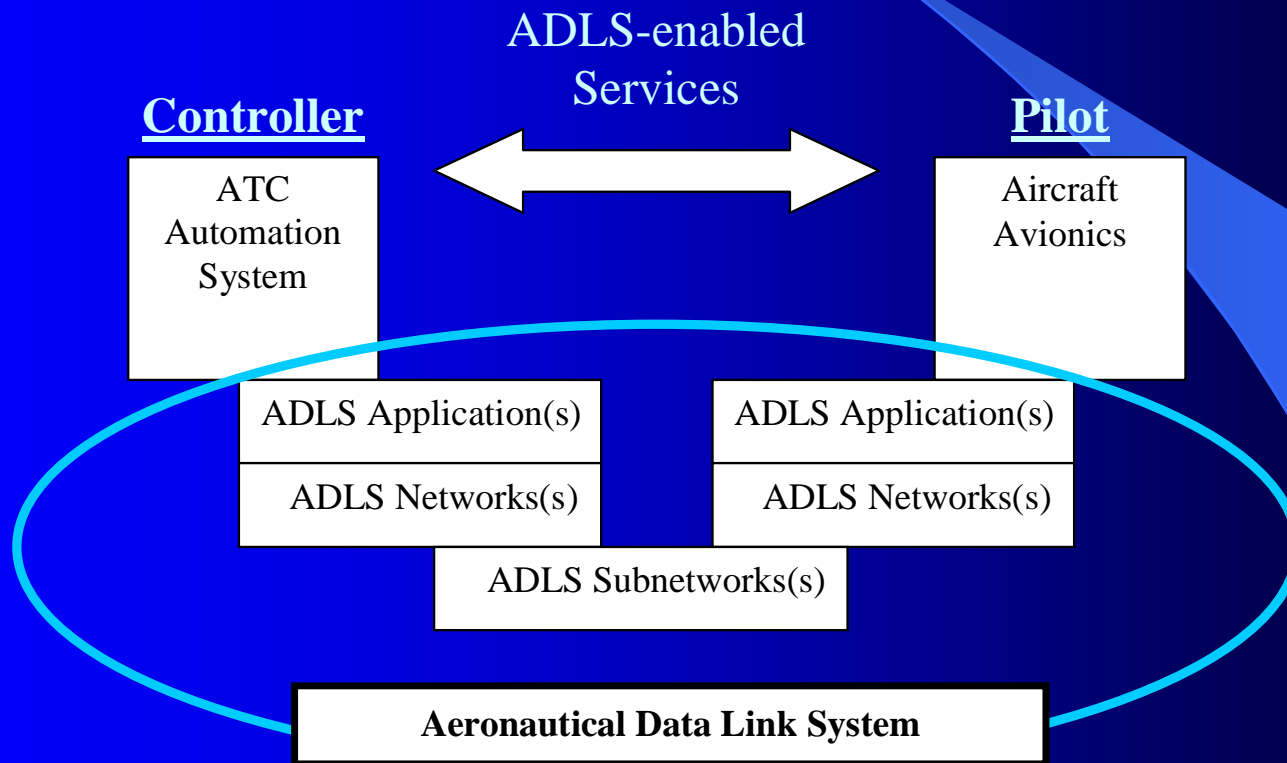 ADLS-enabled
Services
Controller
Pilot
ATC
Automation
System
Aircraft
Avionics
ADLS Application(s)
ADLS Application(s)
ADLS Networks(s)
ADLS Networks(s)
ADLS Subnetworks(s)
Aeronautical Data Link System